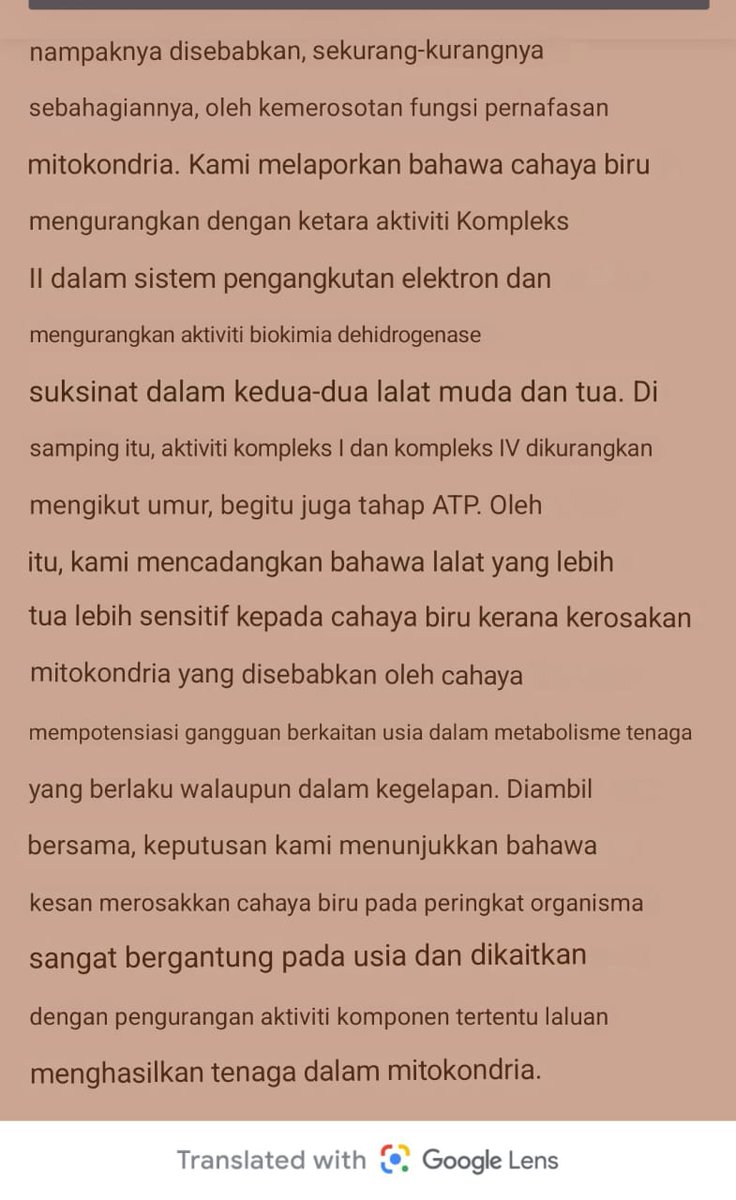 nampaknya disebabkan, sekurang-kurangnya
sebahagiannya, oleh kemerosotan fungsi pernafasan
mitokondria. Kami melaporkan bahawa cahaya biru
mengurangkan dengan ketara aktiviti Kompleks
II dalam sistem pengangkutan elektron dan
mengurangkan aktiviti biokimia dehidrogenase
suksinat dalam kedua-dua lalat muda dan tua. Di
samping itu, aktiviti kompleks I dan kompleks IV dikurangkan
mengikut umur, begitu juga tahap ATP. Oleh
itu, kami mencadangkan bahawa lalat yang lebih
tua lebih sensitif kepada cahaya biru kerana kerosakan
mitokondria yang disebabkan oleh cahaya
mempotensiasi gangguan berkaitan usia dalam metabolisme tenaga
yang berlaku walaupun dalam kegelapan. Diambil
bersama, keputusan kami menunjukkan bahawa
kesan merosakkan cahaya biru pada peringkat organisma
sangat bergantung pada usia dan dikaitkan
dengan pengurangan aktiviti komponen tertentu laluan
menghasilkan tenaga dalam mitokondria.
Translated with Google Lens